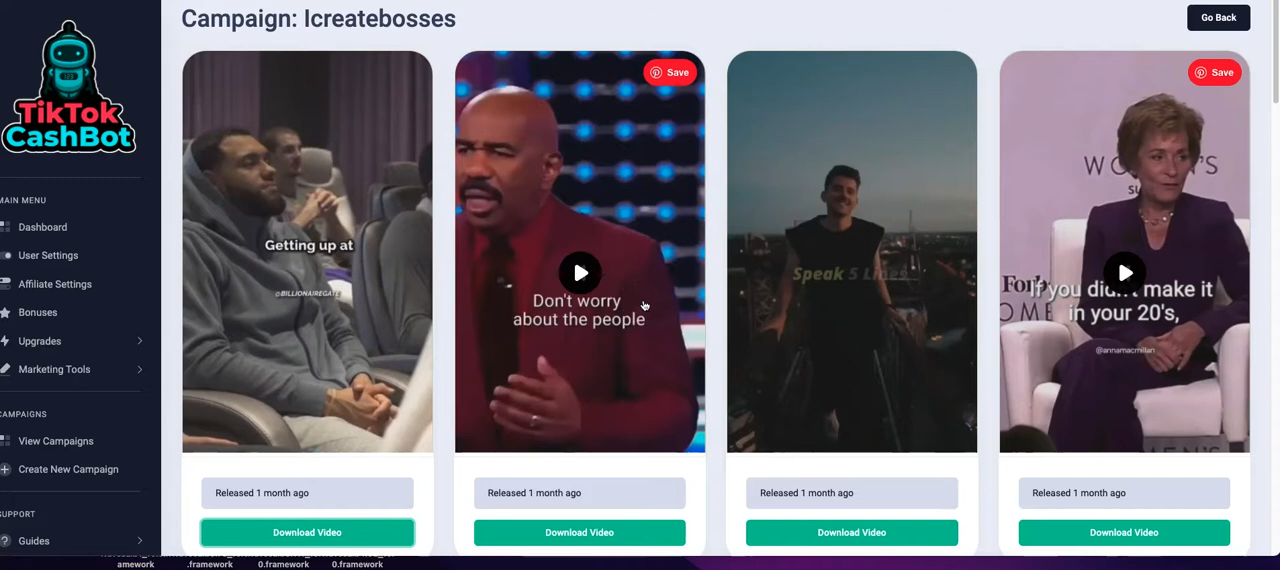 Campaign: Icreatebosses
Go Back
TikTok
CashBot
MAIN MENU
Dashboard
User Settings
Affiliate Settings
Bonuses
Upgrades
Marketing Tools
CAMPAIGNS
View Campaigns
Create New Campaign
SUPPORT
Guides
Getting up at
@BILLIONAIREGATE
Released 1 month ago
Download Video
Save
Don't worry
about the people
Released 1 month ago
Download Video
Speak 5 Lines
Released 1 month ago
Download Video
Save
WOMEN'S
SU
Forbes
OME
If you didn't make it
in your 20's,
@annamacmillan
MEN'S
Released 1 month ago
Download Video
amework
.framework
0.framework
0.framework